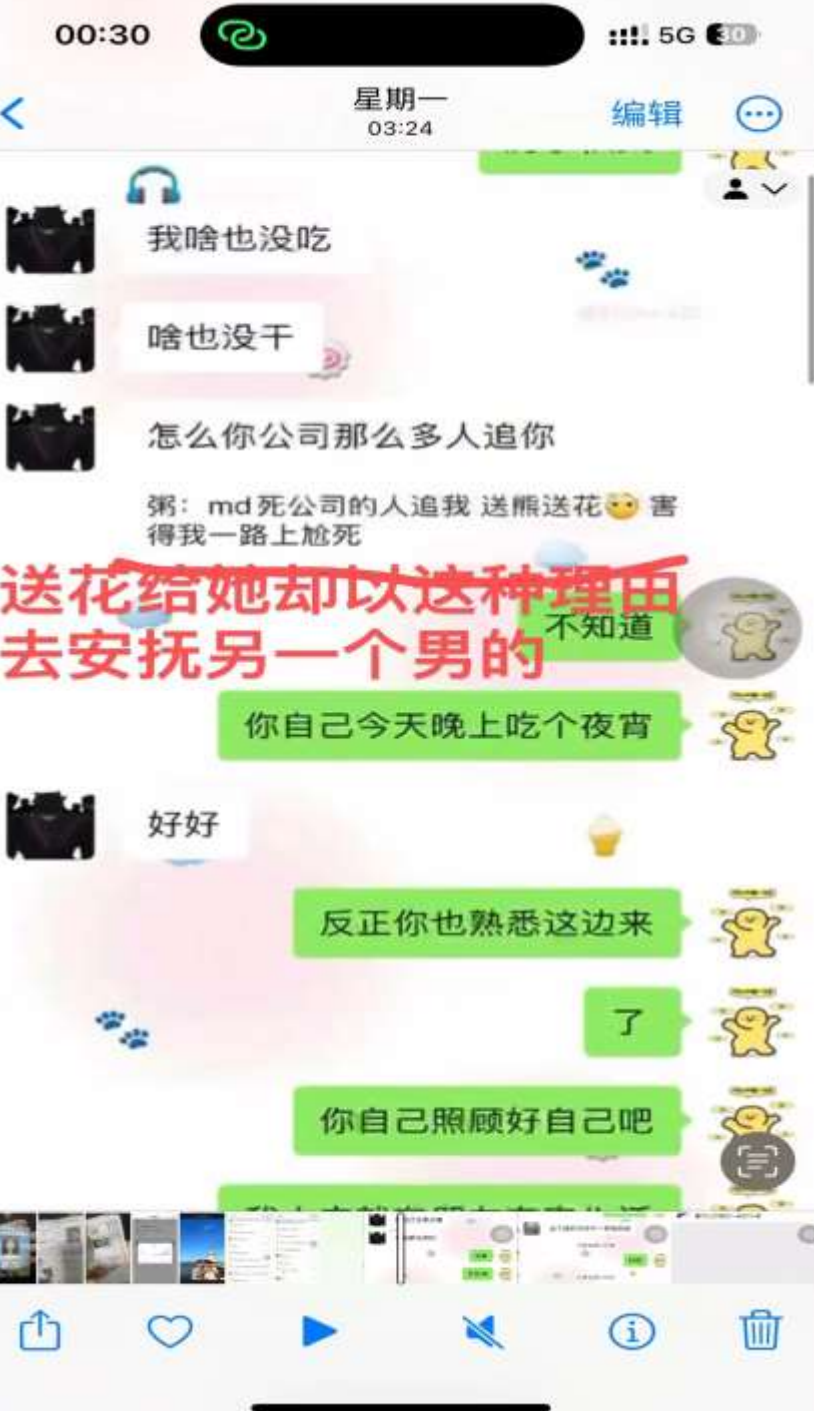 00:30
5G
30
星期一
03:24
编辑
我啥也没吃
啥也没干
怎么你公司那么多人追你
粥：md死公司的人追我 送熊送花🫤 害
得我一路上尬死
送花给她却以这种理由
去安抚另一个男的
不知道
你自己今天晚上吃个夜宵
好好
反正你也熟悉这边来
了
你自己照顾好自己吧